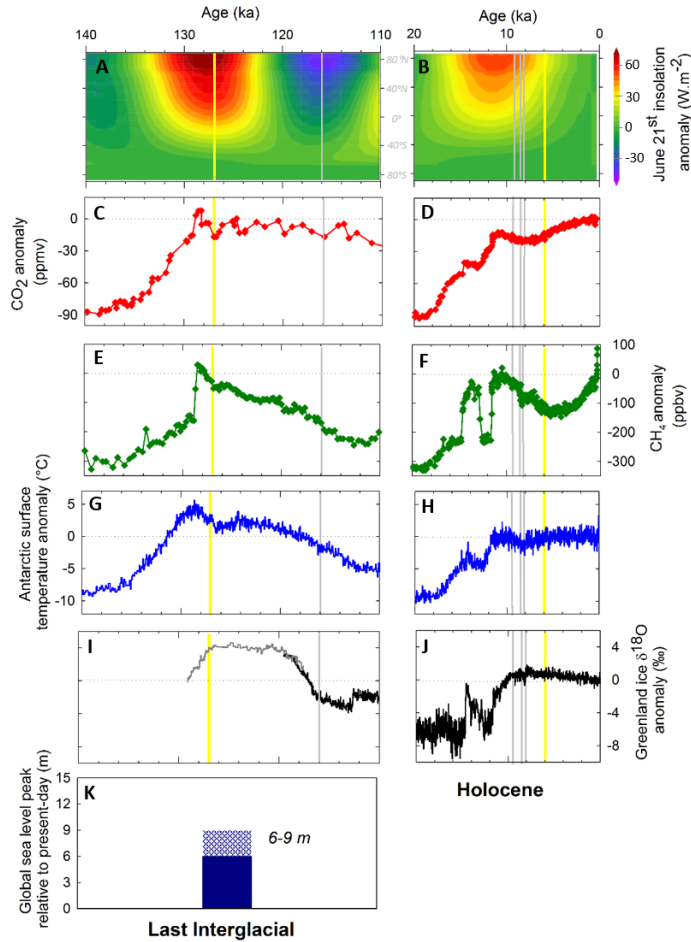 Age (ka)
Age (ka)
140
130
120
110
20
10
0
A
80°N
40°N
0°
40°S
80°S
B
60
30
0
-30
June 21st insolation
anomaly (W m-2)
CO2 anomaly
(ppmv)
0
-30
-60
-90
C
D
E
F
100
0
-100
-200
-300
CH4 anomaly
(ppbv)
Antarctic surface
temperature anomaly (°C)
5
0
-5
-10
G
H
I
J
4
0
-4
-8
Greenland ice δ18O
anomaly (‰)
Global sea level peak
relative to present-day (m)
15
12
9
6
3
0
K
6-9 m
Holocene
Last Interglacial